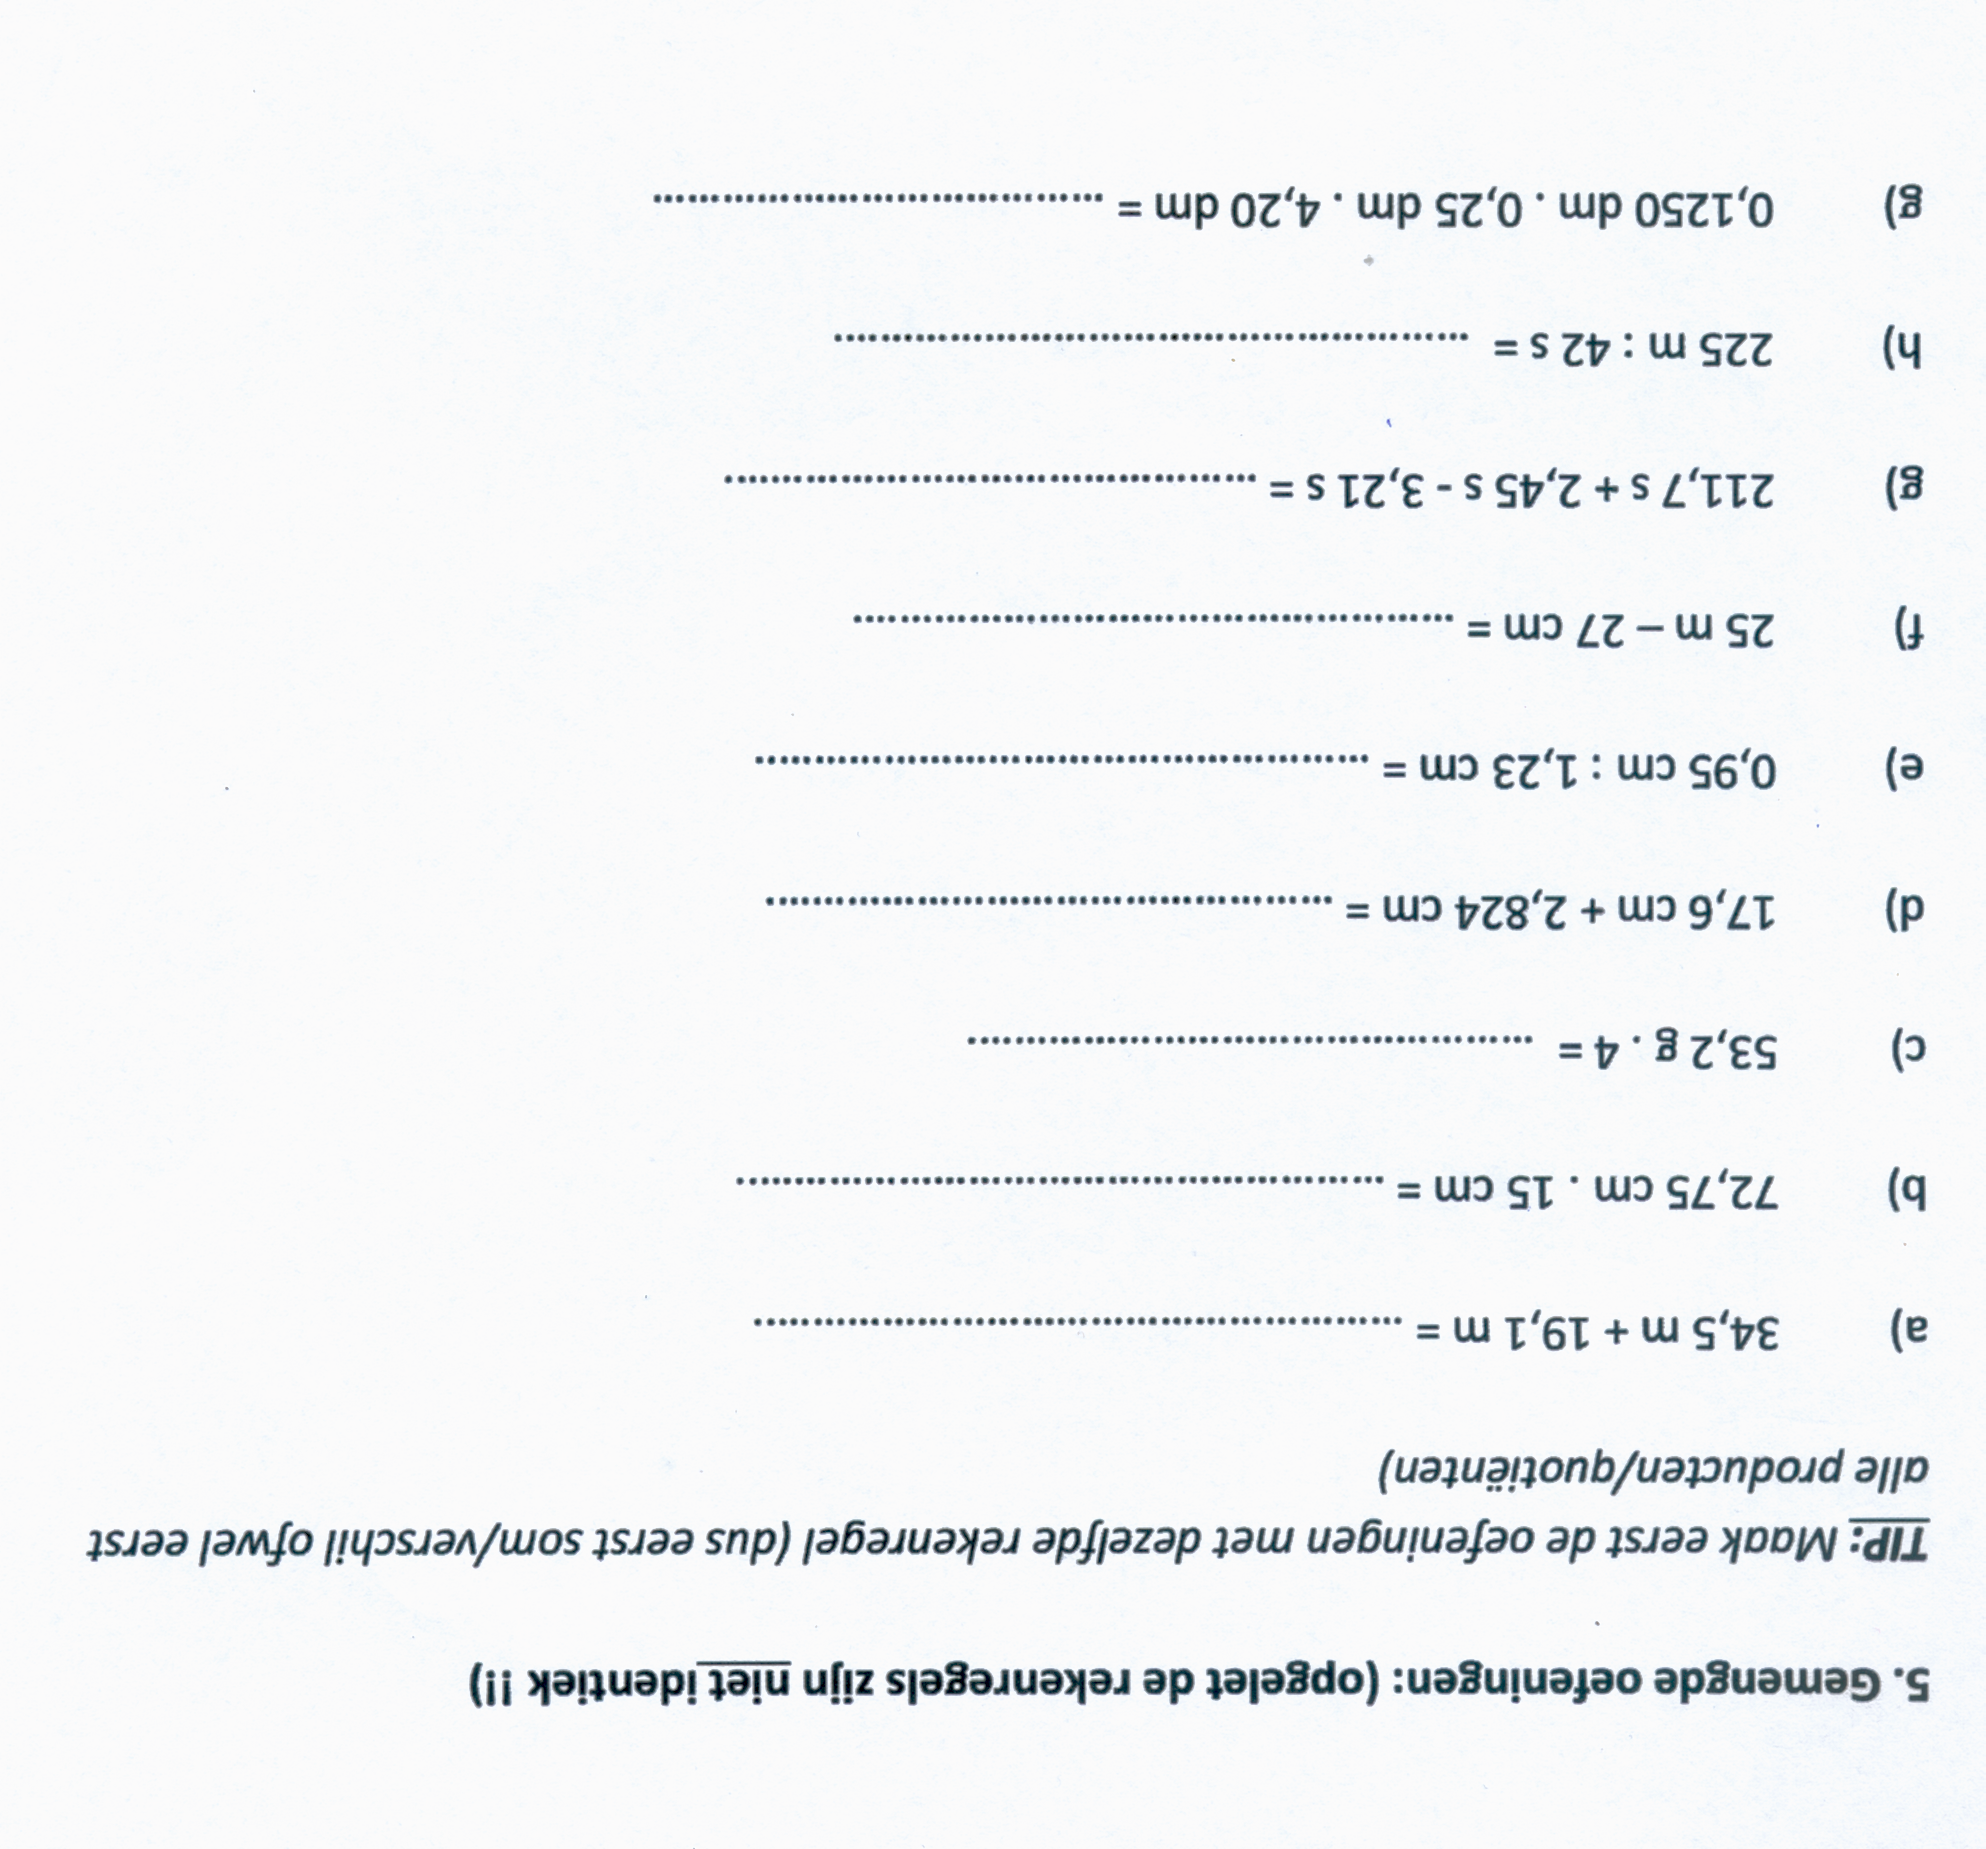 5. Gemengde oefeningen: (opgelet de rekenregels zijn niet identiek !!)
TIP: Maak eerst de oefeningen met dezelfde rekenregel (dus eerst som/verschil ofwel eerst
alle producten/quotiënten)
a) 34,5 m + 19,1 m = ......................................................
b) 72,75 cm . 15 cm = ......................................................
c) 53,2 g . 4 = ...............................................
d) 17,6 cm + 2,824 cm = ...............................................
e) 0,95 cm : 1,23 cm = ...................................................
f) 25 m – 27 cm = ..................................................
g) 211,7 s + 2,45 s - 3,21 s = ............................................
h) 225 m : 42 s = .....................................................
g) 0,1250 dm . 0,25 dm . 4,20 dm = .....................................